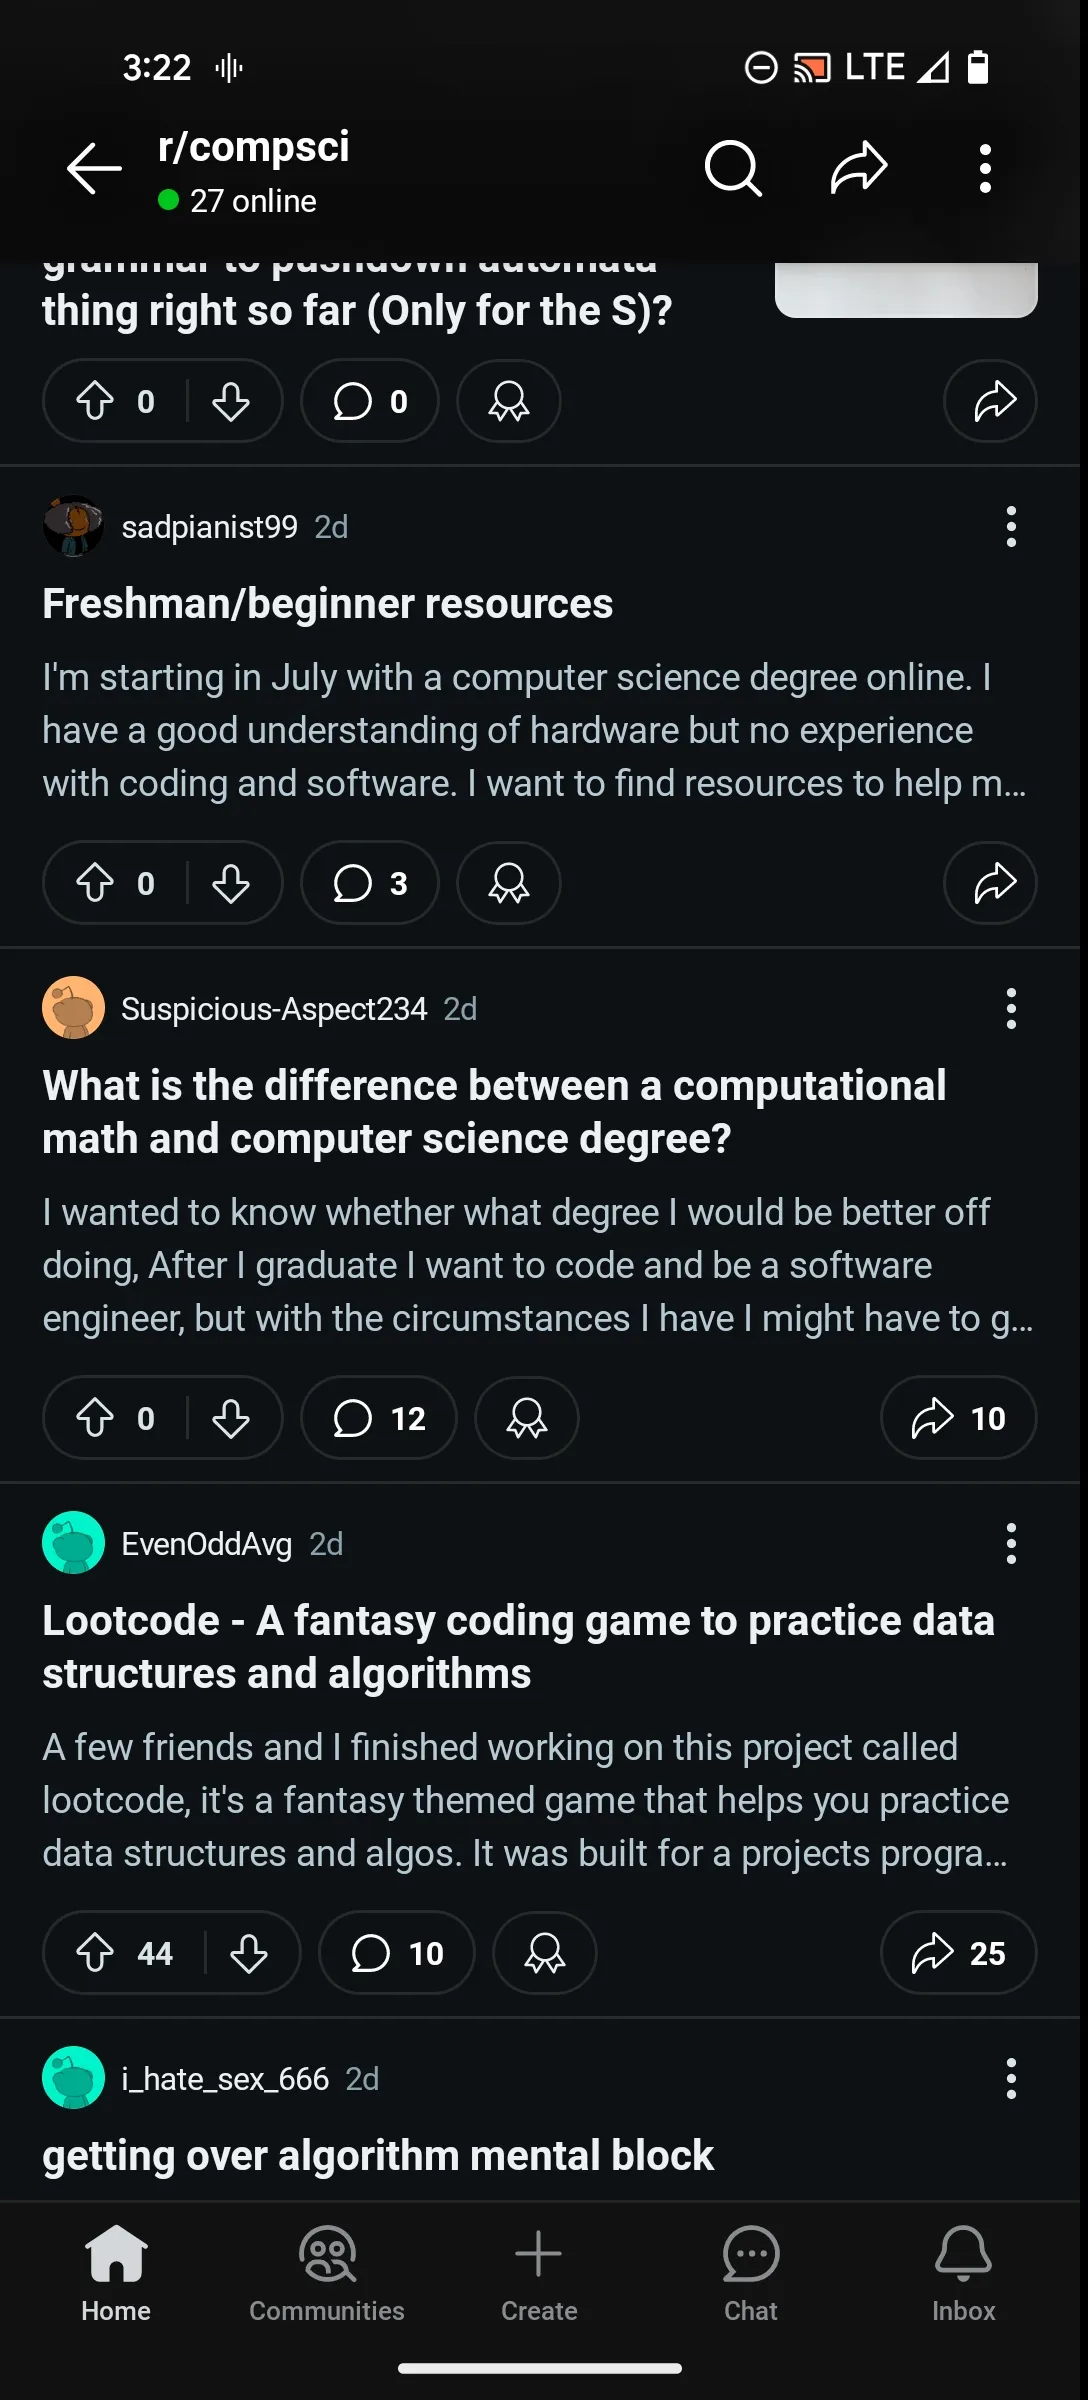 3:22
LTE
r/compsci
27 online
grammar to pushdown automata
thing right so far (Only for the S)?
0
0
sadpianist99 2d
Freshman/beginner resources
I'm starting in July with a computer science degree online. I
have a good understanding of hardware but no experience
with coding and software. I want to find resources to help m...
0
3
Suspicious-Aspect234 2d
What is the difference between a computational
math and computer science degree?
I wanted to know whether what degree I would be better off
doing, After I graduate I want to code and be a software
engineer, but with the circumstances I have I might have to g...
0
12
10
EvenOddAvg 2d
Lootcode - A fantasy coding game to practice data
structures and algorithms
A few friends and I finished working on this project called
lootcode, it's a fantasy themed game that helps you practice
data structures and algos. It was built for a projects progra...
44
10
25
i_hate_sex_666 2d
getting over algorithm mental block
Home
Communities
Create
Chat
Inbox